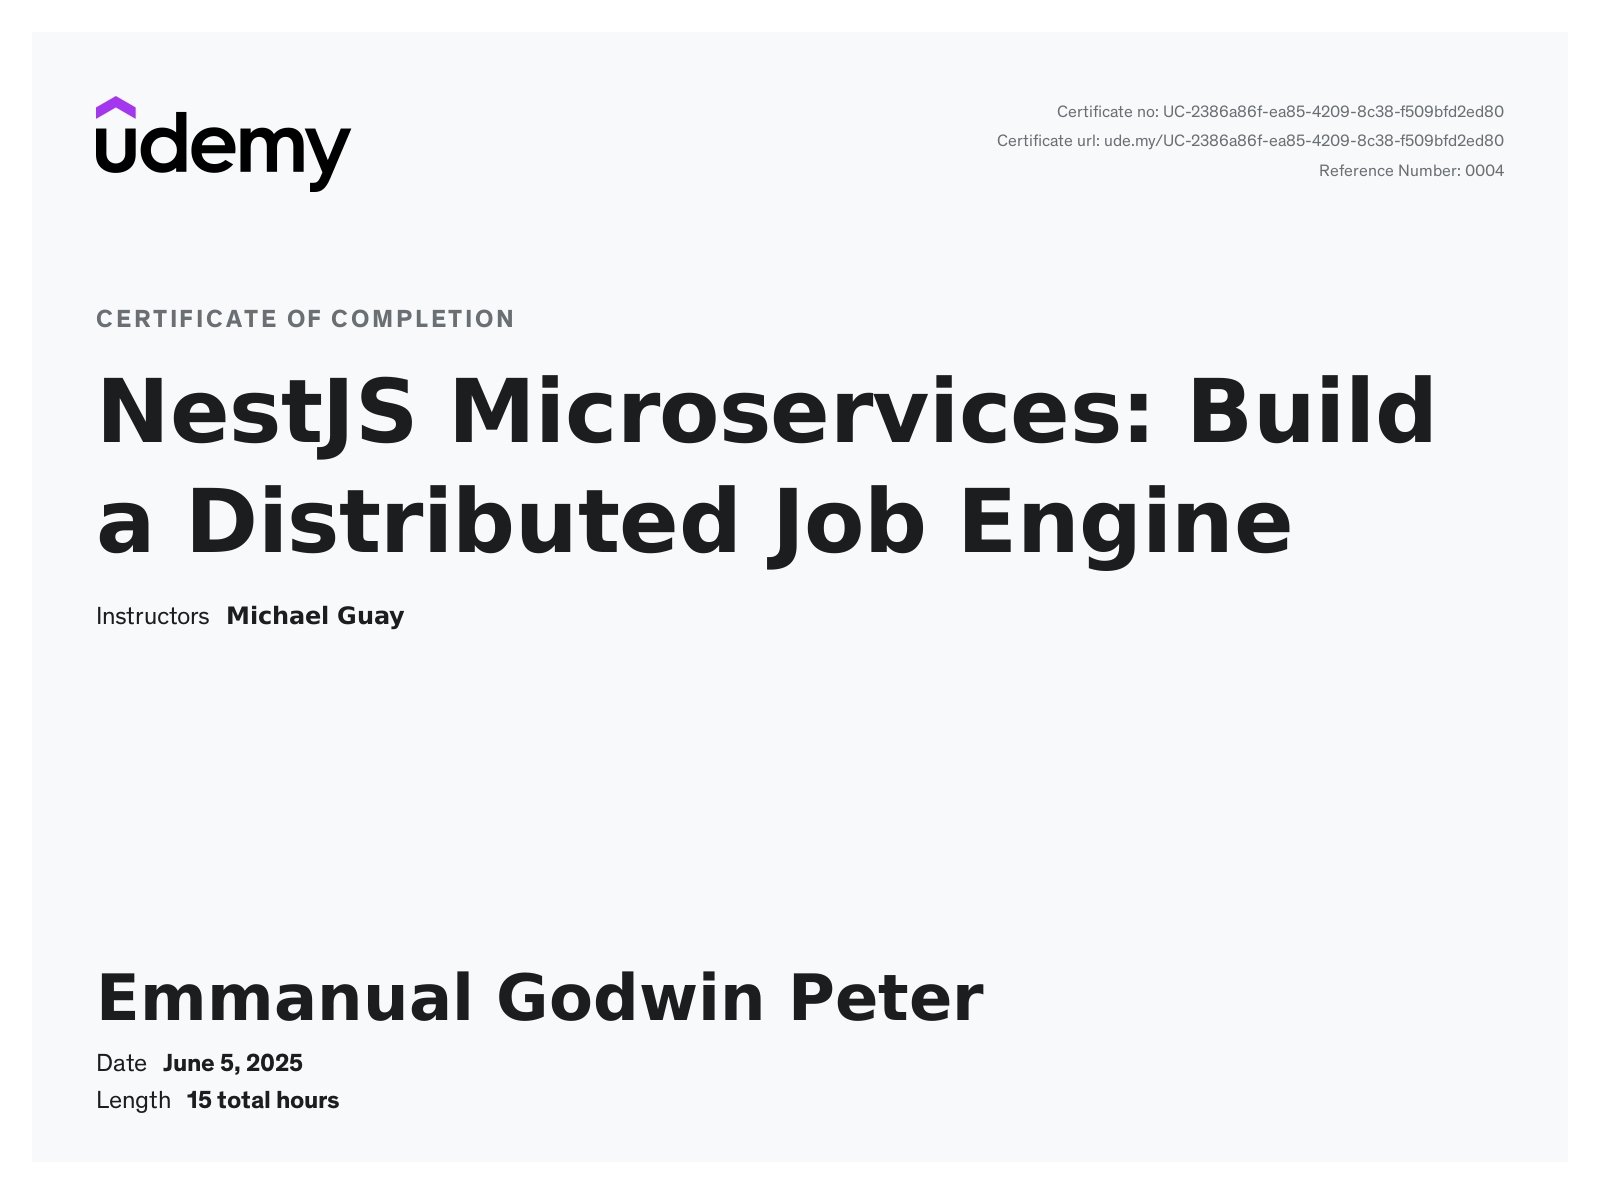 udemy
Certificate no: UC-2386a86f-ea85-4209-8c38-f509bfd2ed80
Certificate url: ude.my/UC-2386a86f-ea85-4209-8c38-f509bfd2ed80
Reference Number: 0004
CERTIFICATE OF COMPLETION
NestJS Microservices: Build
a Distributed Job Engine
Instructors Michael Guay
Emmanual Godwin Peter
Date June 5, 2025
Length 15 total hours